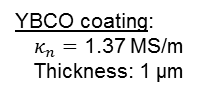 YBCO coating:
κₙ = 1.37 MS/m
Thickness: 1 μm